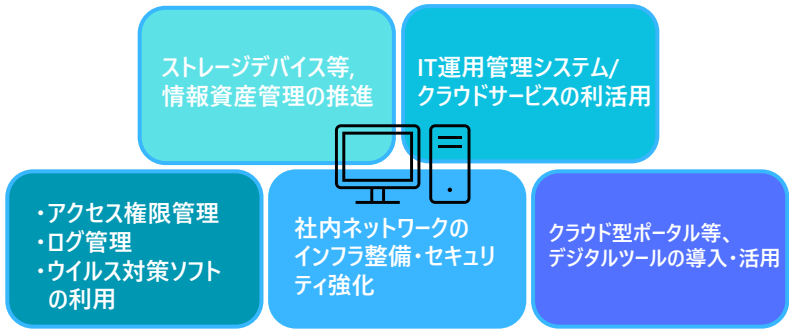 ストレージデバイス等,
情報資産管理の推進
IT運用管理システム/
クラウドサービスの利活用
・アクセス権限管理
・ログ管理
・ウイルス対策ソフト
の利用
社内ネットワークの
インフラ整備・セキュリ
ティ強化
クラウド型ポータル等、
デジタルツールの導入・活用